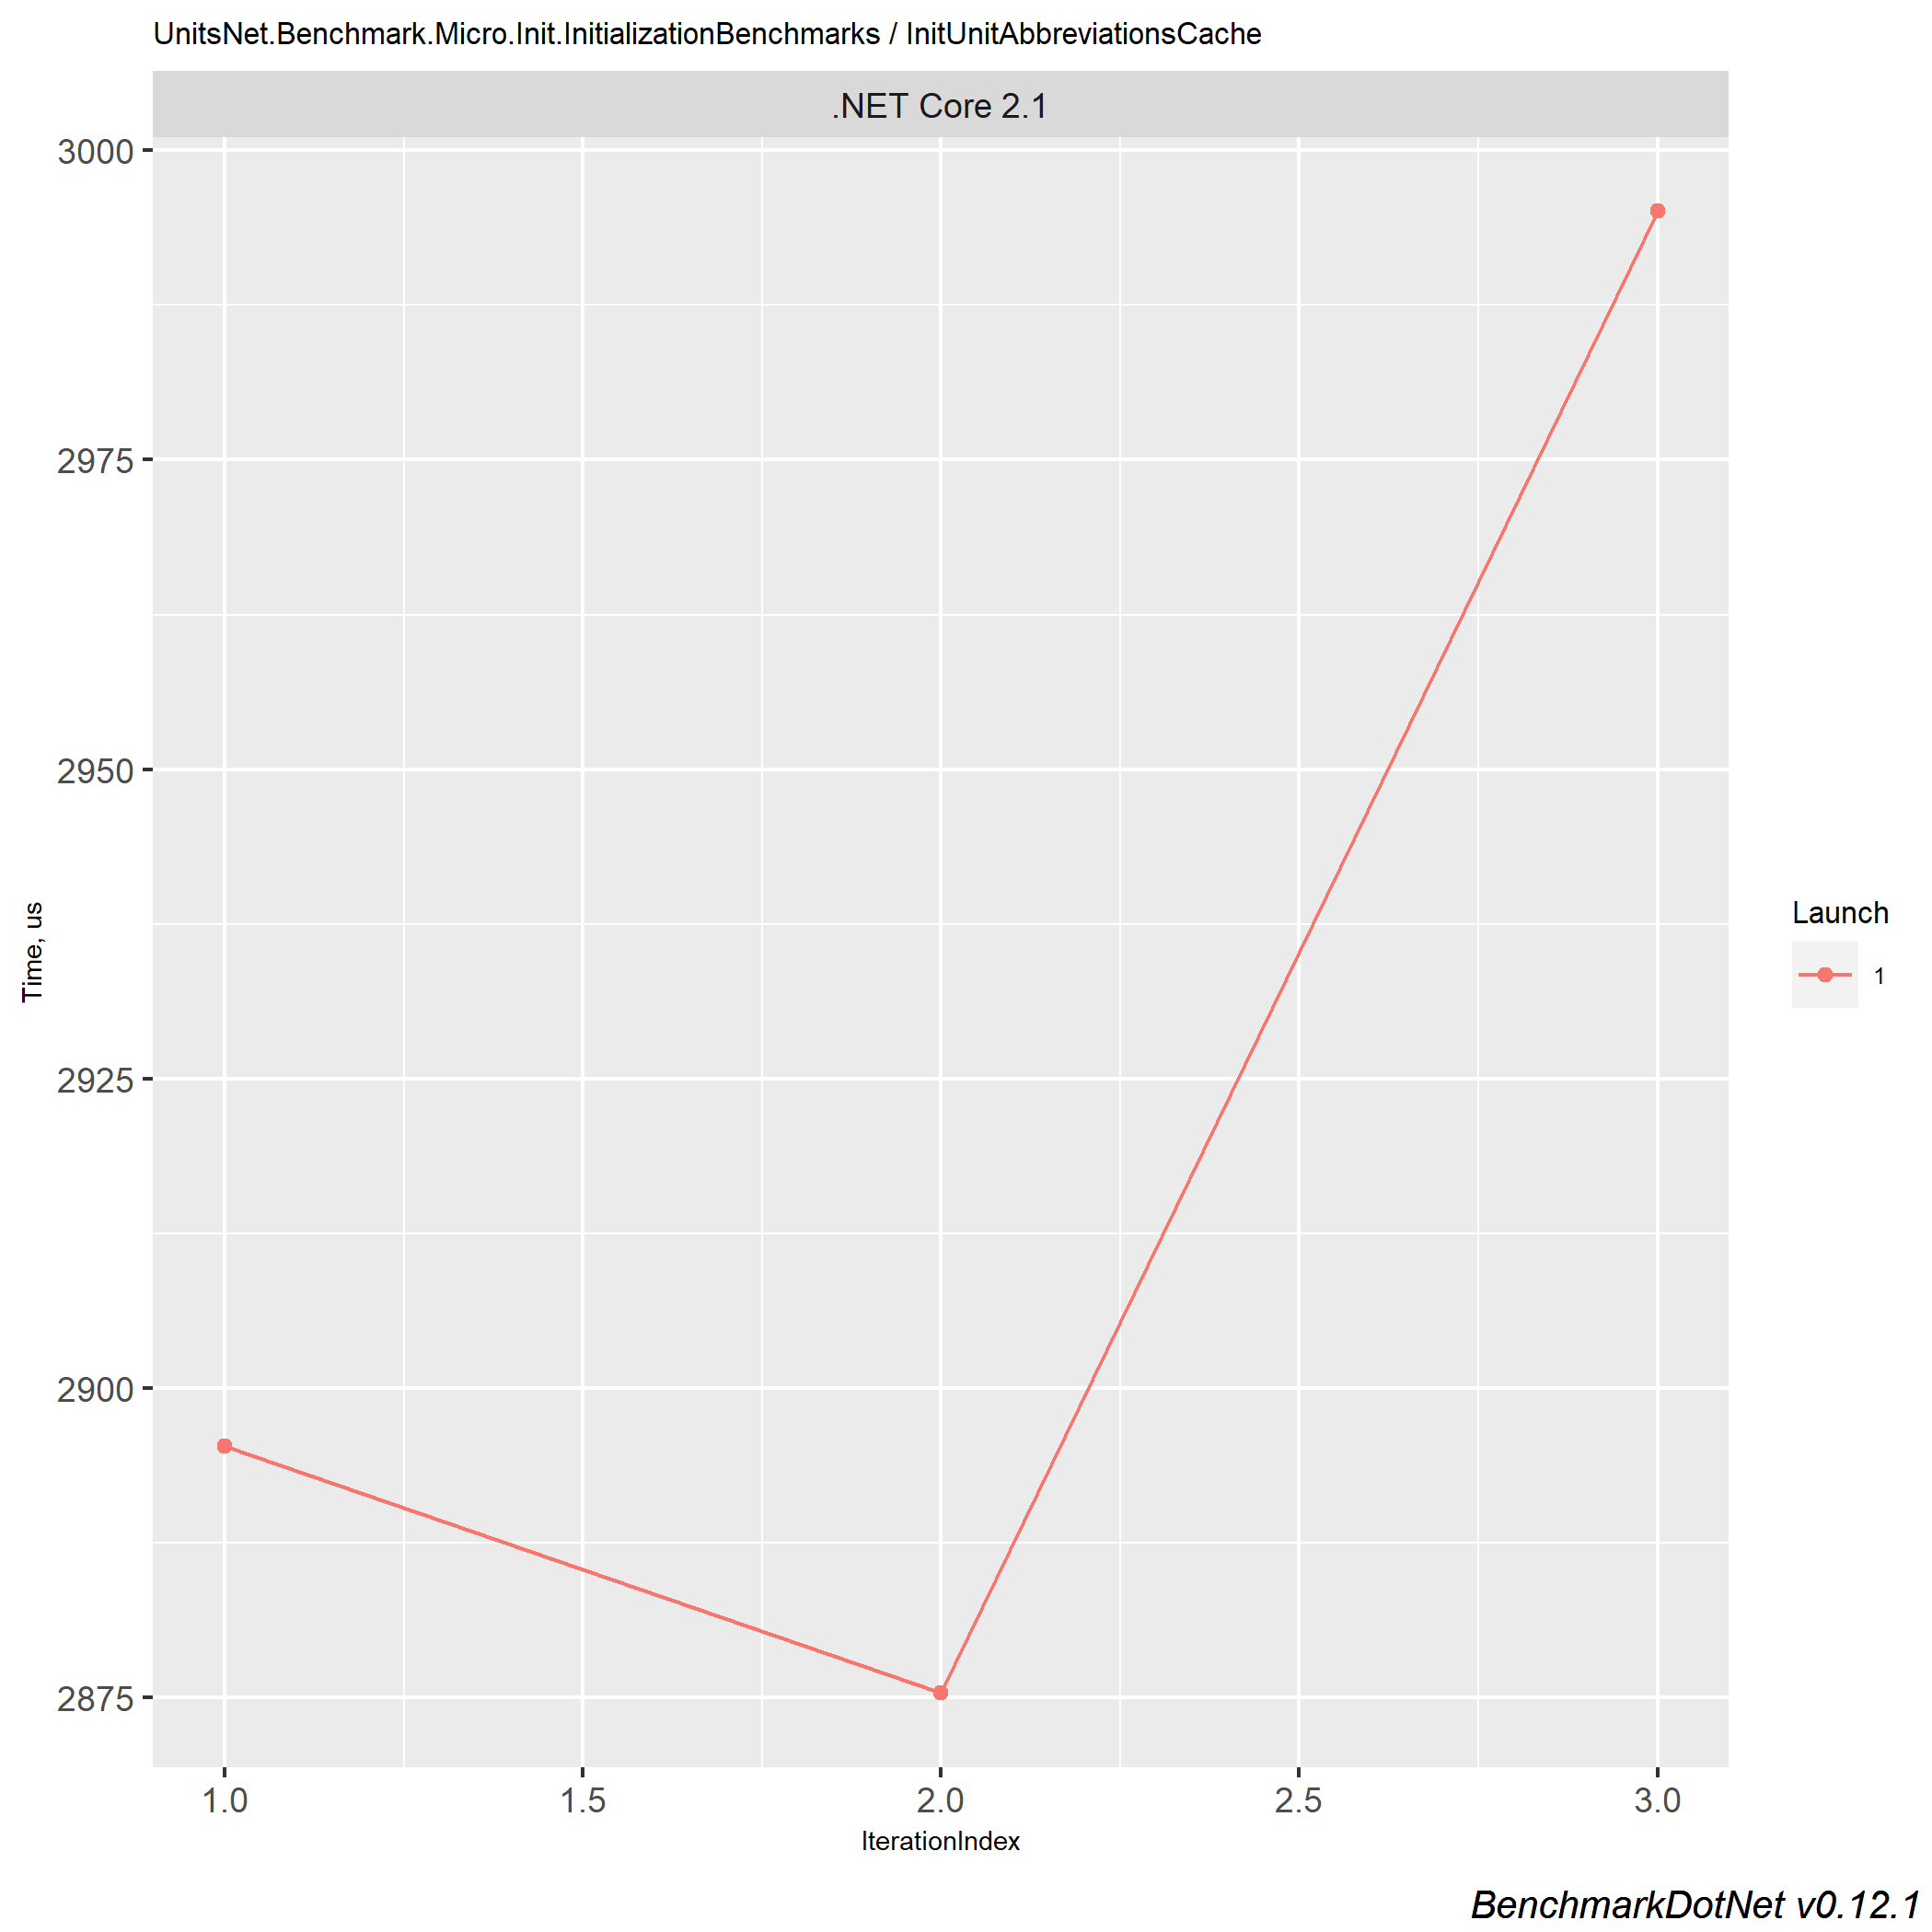 UnitsNet.Benchmark.Micro.Init.InitializationBenchmarks / InitUnitAbbreviationsCache
.NET Core 2.1
3000
2975
2950
2925
2900
2875
Time, us
1.0 1.5 2.0 2.5 3.0
IterationIndex
Launch
1
BenchmarkDotNet v0.12.1